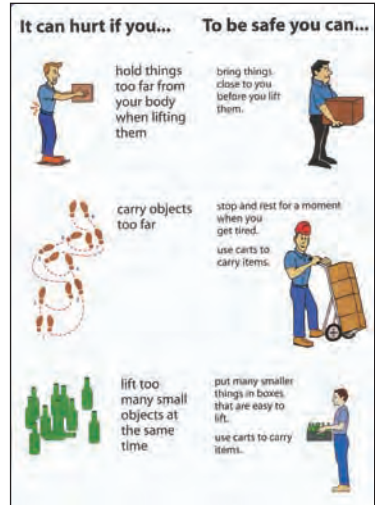 It can hurt if you...
To be safe you can...
hold things
too far from
your body
when lifting
them
bring things
close to you
before you lift
them.
carry objects
too far
stop and rest for a moment
when you
get tired.
use carts to
carry items.
lift too
many small
objects at
the same
time
put many smaller
things in boxes
that are easy to
lift.
use carts to carry
items.